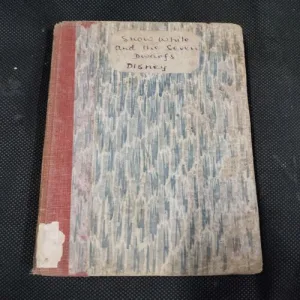 Snow White
and the Seven
Dwarfs
DISNEY